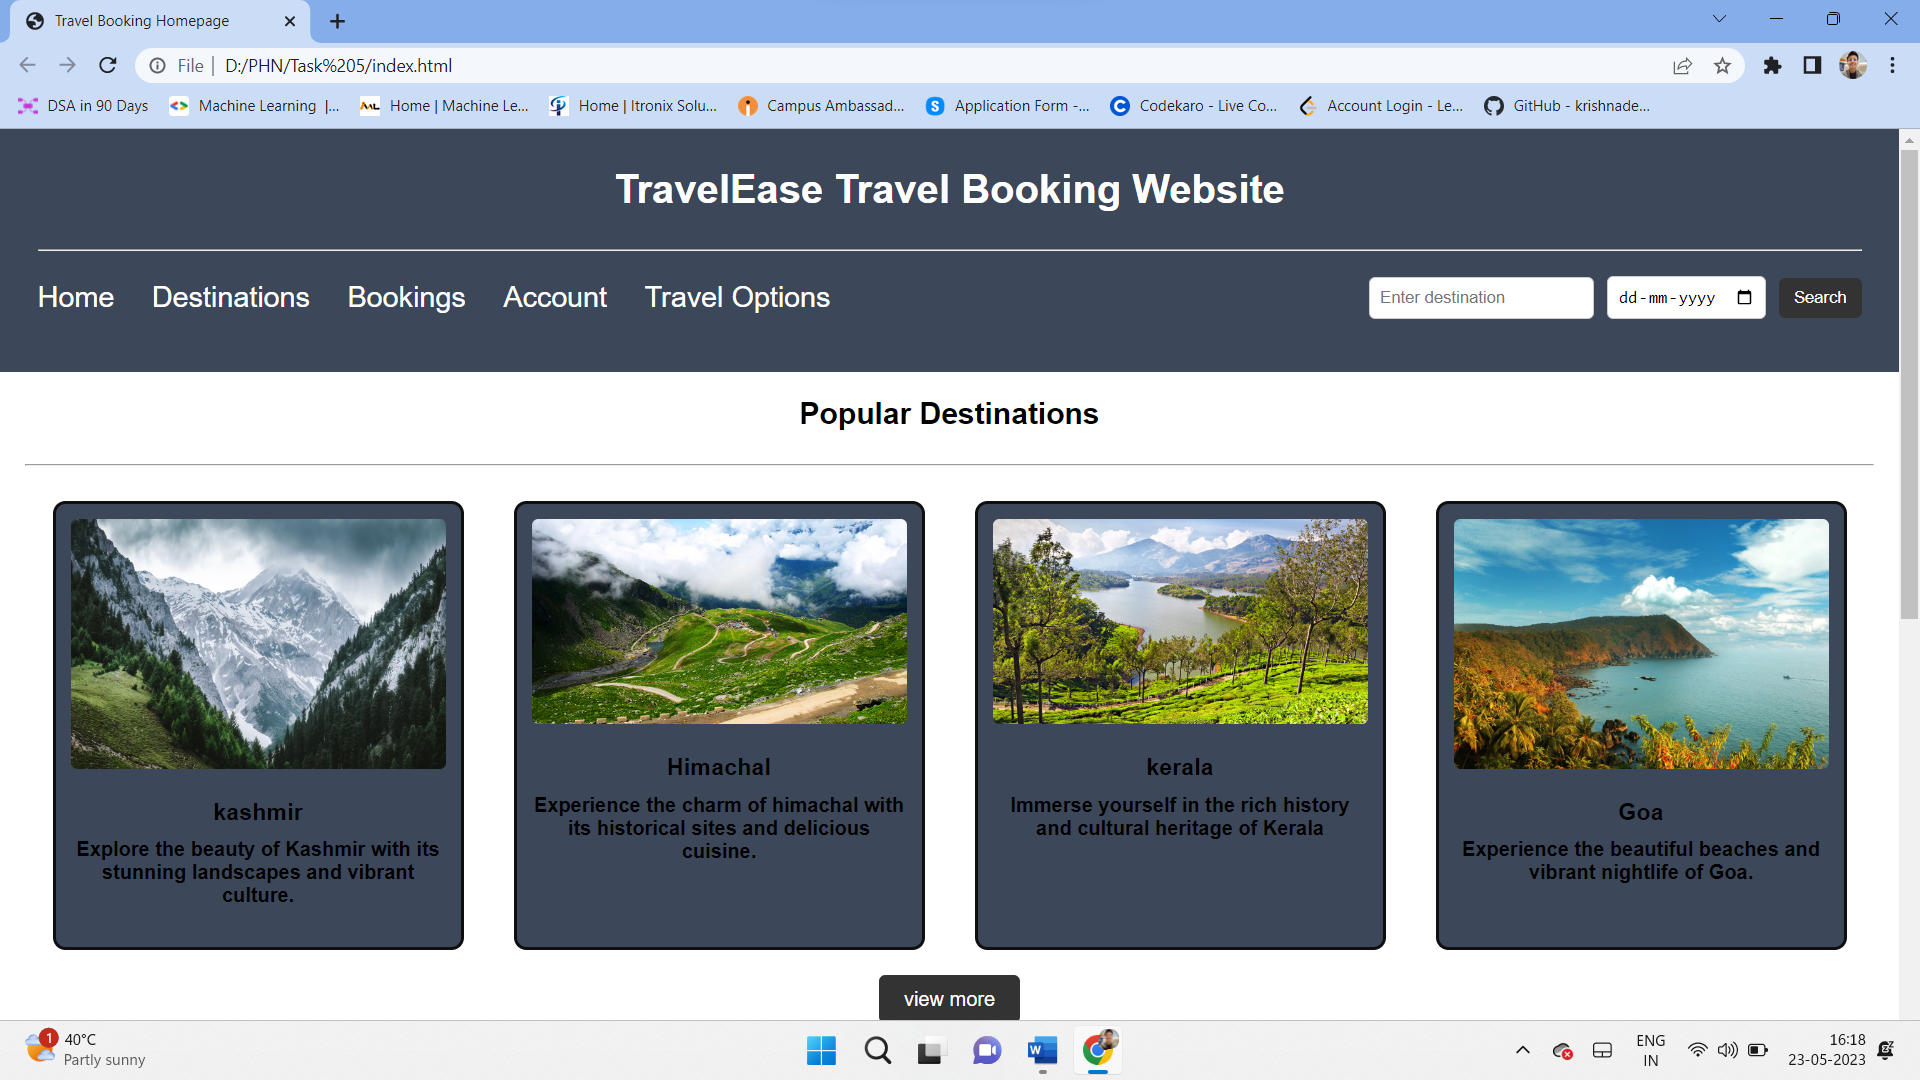 Travel Booking Homepage
File | D:/PHN/Task%205/index.html
DSA in 90 Days
Machine Learning |...
Home | Machine Le...
Home | Itronix Solu...
Campus Ambassad...
Application Form -...
Codekaro - Live Co...
Account Login - Le...
GitHub - krishnade...
TravelEase Travel Booking Website
Home Destinations Bookings Account Travel Options
Enter destination
dd-mm-yyyy
Search
Popular Destinations
kashmir
Explore the beauty of Kashmir with its
stunning landscapes and vibrant
culture.
Himachal
Experience the charm of himachal with
its historical sites and delicious
cuisine.
kerala
Immerse yourself in the rich history
and cultural heritage of Kerala
Goa
Experience the beautiful beaches and
vibrant nightlife of Goa.
view more
1
40°C
Partly sunny
ENG
IN
16:18
23-05-2023